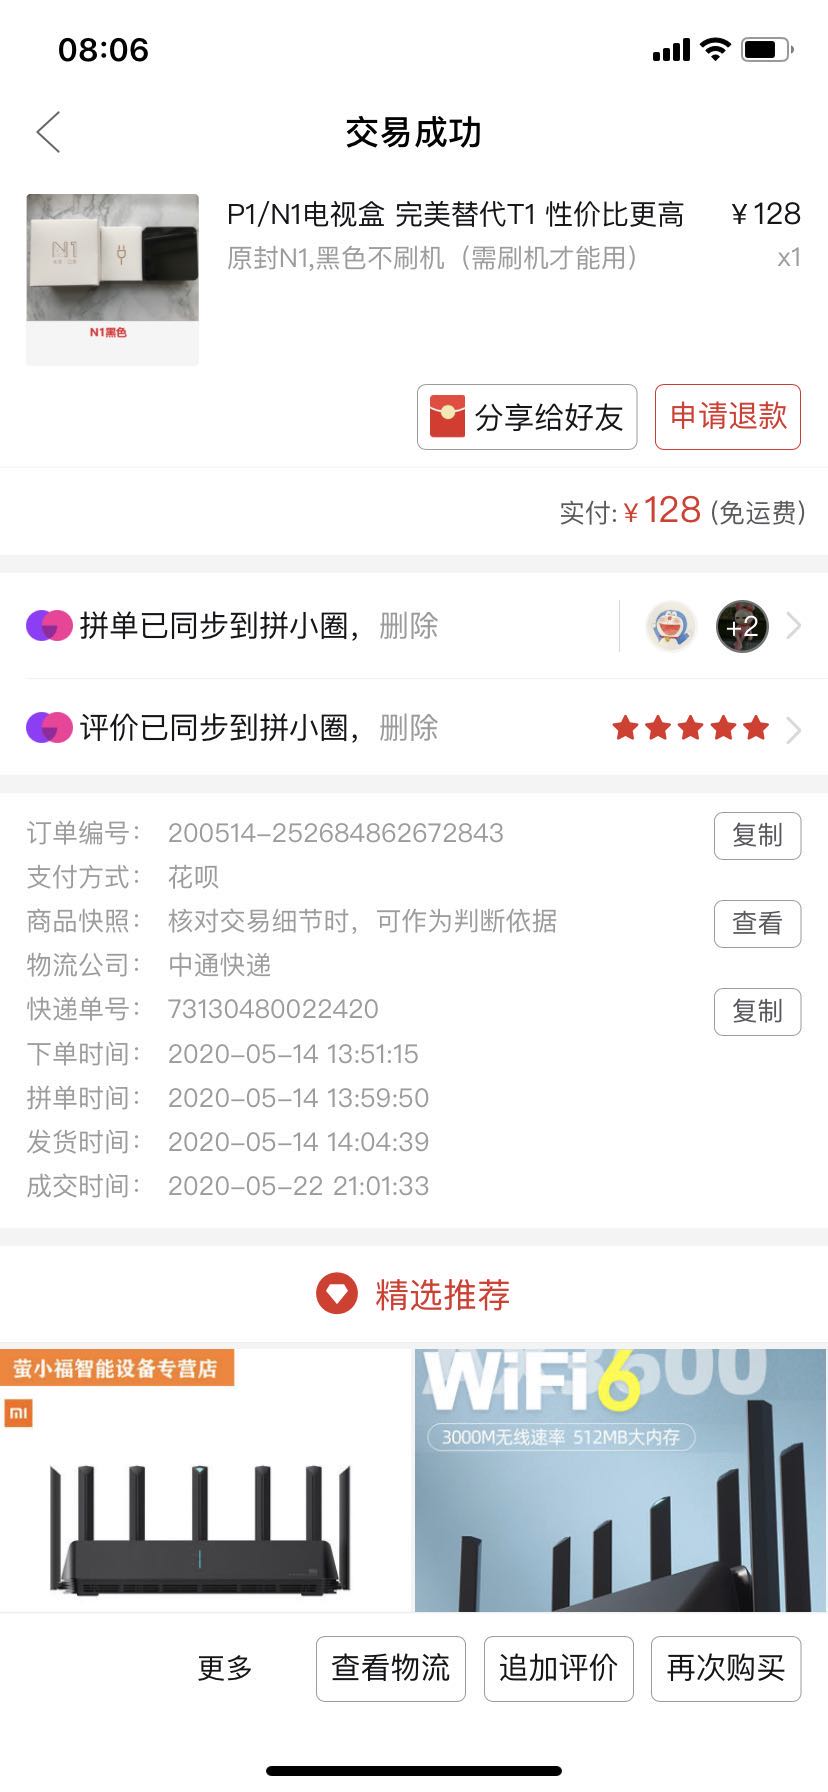 08:06
交易成功
P1/N1电视盒 完美替代T1 性价比更高 ¥128
原封N1,黑色不刷机（需刷机才能用） x1
N1
N1黑色
分享给好友 申请退款
实付:¥128 (免运费)
拼单已同步到拼小圈，删除 +2
评价已同步到拼小圈，删除
订单编号： 200514-252684862672843 复制
支付方式： 花呗
商品快照： 核对交易细节时，可作为判断依据 查看
物流公司： 中通快递
快递单号： 73130480022420 复制
下单时间： 2020-05-14 13:51:15
拼单时间： 2020-05-14 13:59:50
发货时间： 2020-05-14 14:04:39
成交时间： 2020-05-22 21:01:33
精选推荐
萤小福智能设备专营店
mi
WiFi6
3000M无线速率 512MB大内存
更多 查看物流 追加评价 再次购买